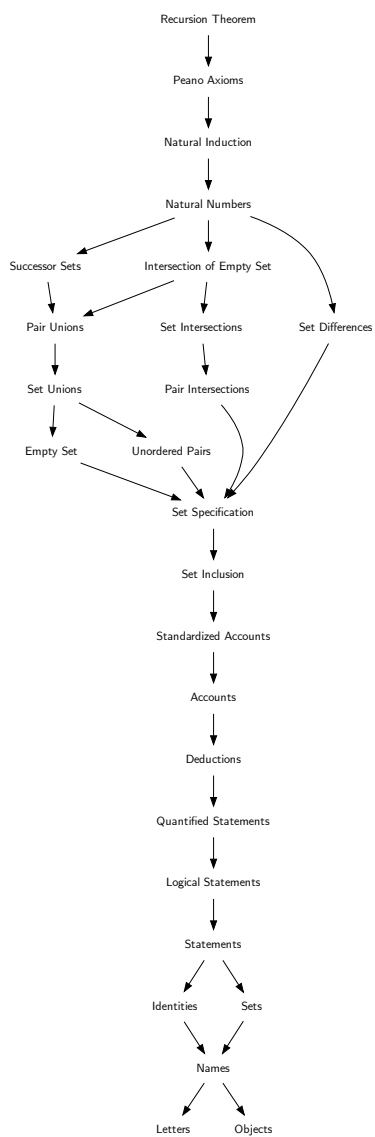 Recursion Theorem
Peano Axioms
Natural Induction
Natural Numbers
Successor Sets
Intersection of Empty Set
Pair Unions
Set Intersections
Set Differences
Set Unions
Pair Intersections
Empty Set
Unordered Pairs
Set Specification
Set Inclusion
Standardized Accounts
Accounts
Deductions
Quantified Statements
Logical Statements
Statements
Identities
Sets
Names
Letters
Objects